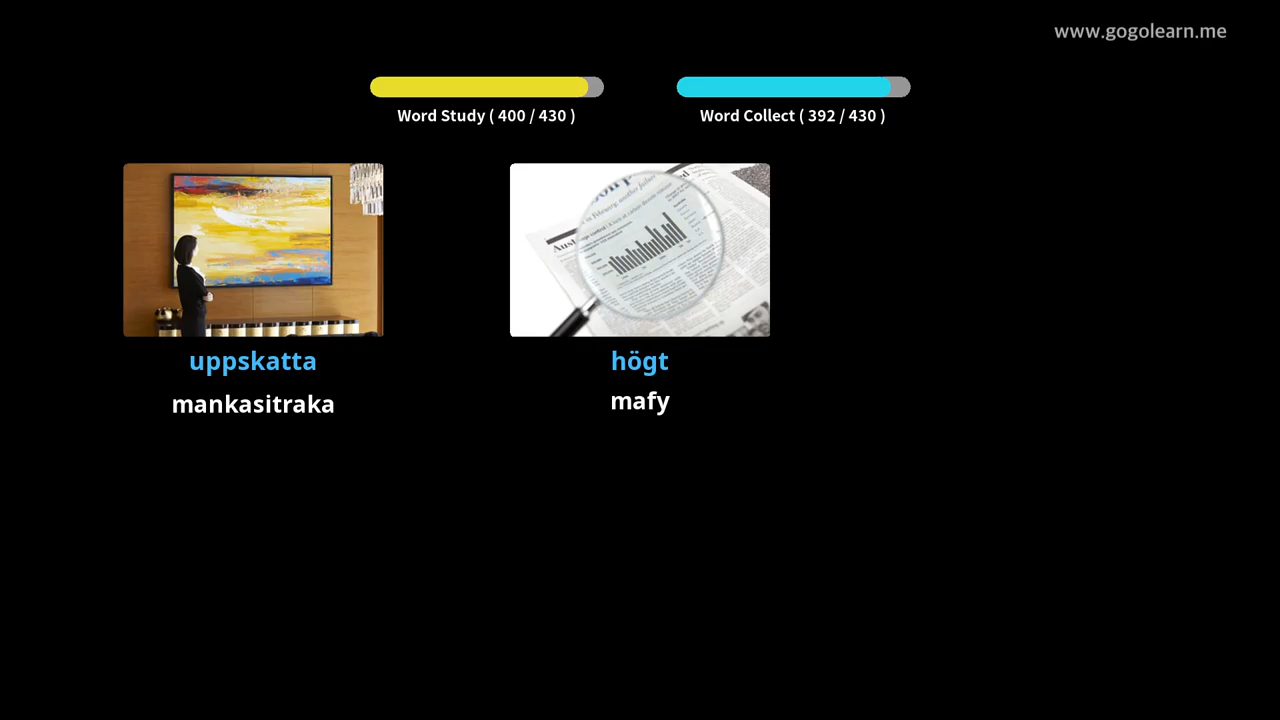 www.gogolearn.me
Word Study ( 400 / 430 )
Word Collect ( 392 / 430 )
uppskatta
högt
mankasitraka
mafy